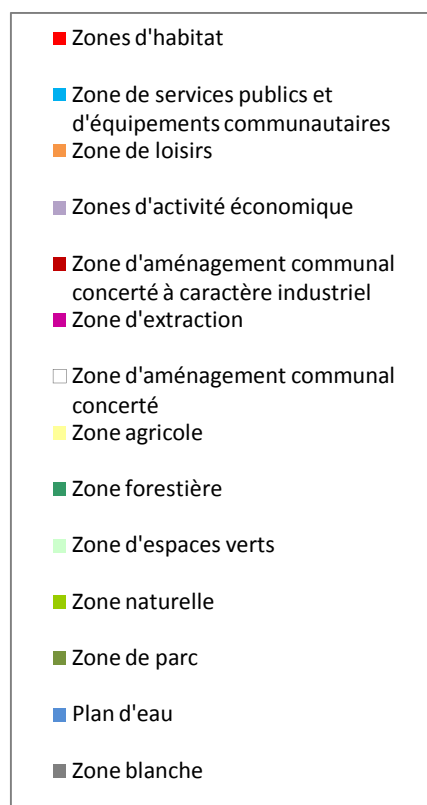 Zones d'habitat
Zone de services publics et
d'équipements communautaires
Zone de loisirs
Zones d'activité économique
Zone d'aménagement communal
concerté à caractère industriel
Zone d'extraction
Zone d'aménagement communal
concerté
Zone agricole
Zone forestière
Zone d'espaces verts
Zone naturelle
Zone de parc
Plan d'eau
Zone blanche